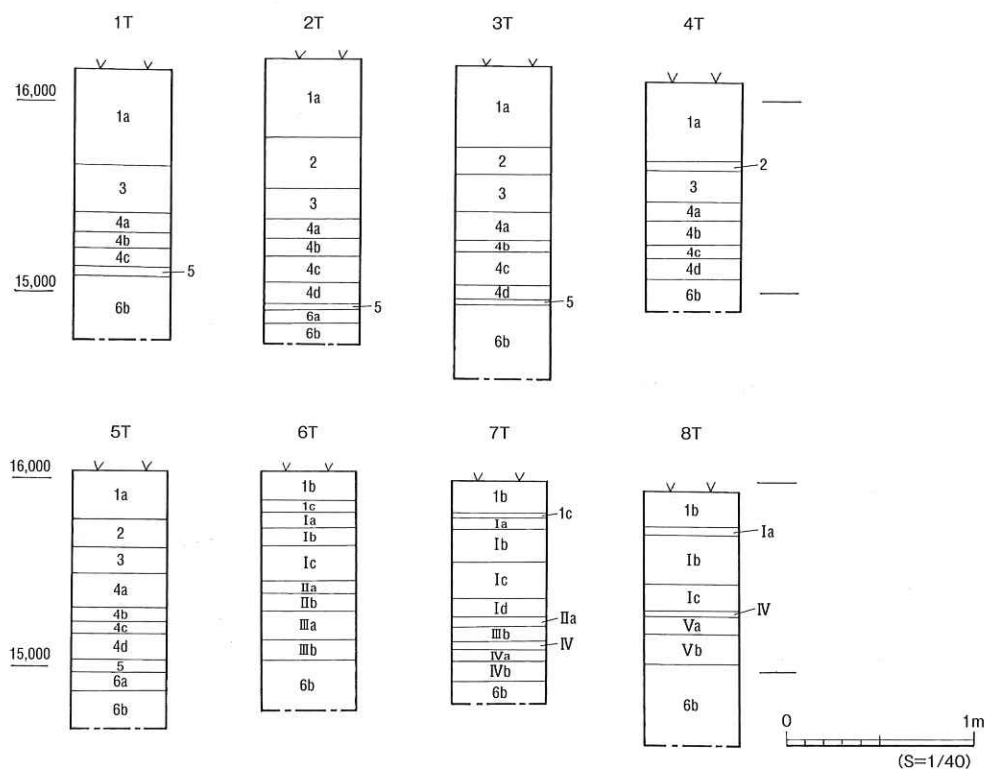 1T
2T
3T
4T
16,000
15,000
1a
3
4a
4b
4c
5
6b
1a
2
3
4a
4b
4c
4d
5
6a
6b
1a
2
3
4a
4b
4c
4d
5
6b
1a
2
3
4a
4b
4c
4d
6b
5T
6T
7T
8T
16,000
15,000
1a
2
3
4a
4b
4c
4d
5
6a
6b
1b
1c
Ⅰa
Ⅰb
Ⅰc
Ⅱa
Ⅱb
Ⅲa
Ⅲb
6b
1b
1c
Ⅰa
Ⅰb
Ⅰc
Ⅰd
Ⅱa
Ⅲb
Ⅳ
Ⅳa
Ⅳb
6b
1b
Ⅰa
Ⅰb
Ⅰc
Ⅳ
Ⅴa
Ⅴb
6b
0 1m
(S=1/40)